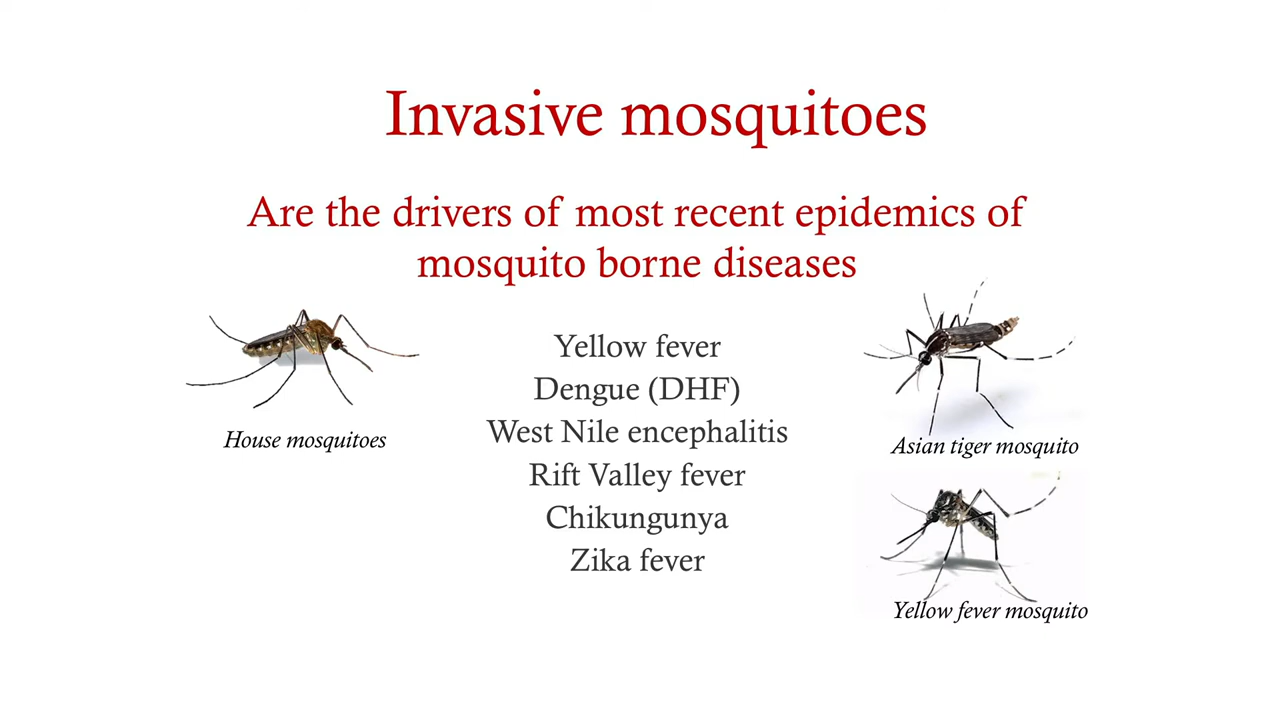 Invasive mosquitoes
Are the drivers of most recent epidemics of
mosquito borne diseases
House mosquitoes
Yellow fever
Dengue (DHF)
West Nile encephalitis
Rift Valley fever
Chikungunya
Zika fever
Asian tiger mosquito
Yellow fever mosquito